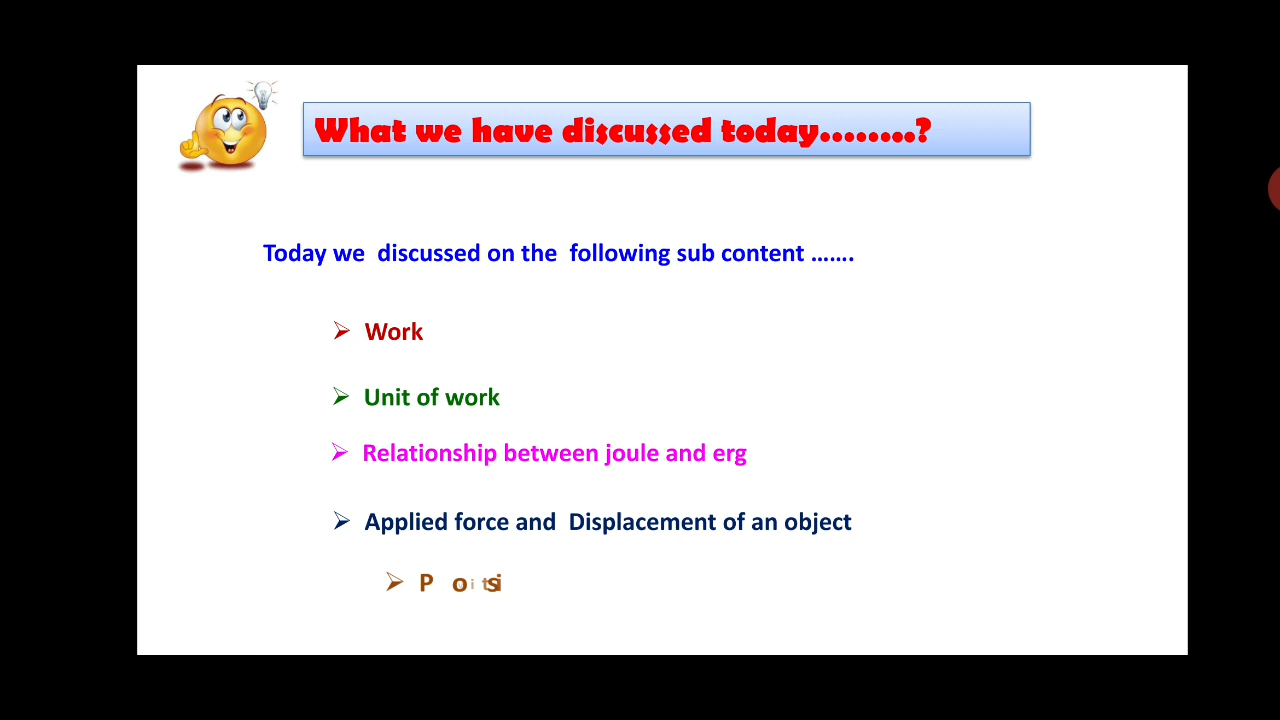 What we have discussed today........?
Today we discussed on the following sub content .......
Work
Unit of work
Relationship between joule and erg
Applied force and Displacement of an object